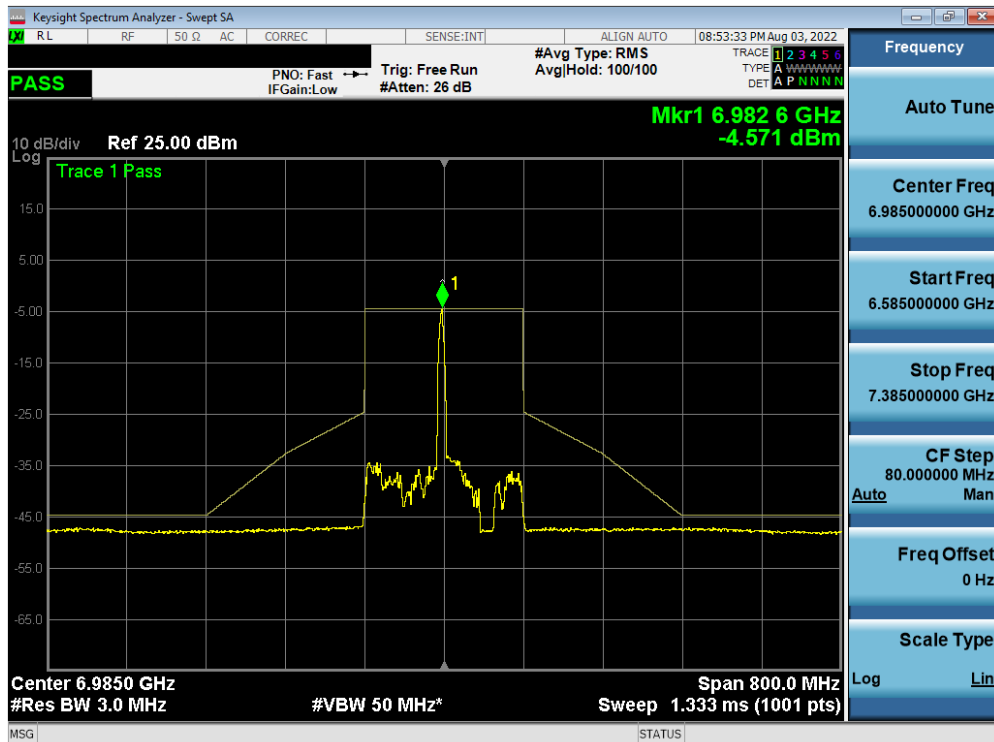 Keysight Spectrum Analyzer - Swept SA
LXI RL RF 50 Ω AC CORREC SENSE:INT ALIGN AUTO 08:53:33 PM Aug 03, 2022
PASS
PNO: Fast
IFGain:Low
Trig: Free Run
#Atten: 26 dB
#Avg Type: RMS
Avg|Hold: 100/100
TRACE 1 2 3 4 5 6
TYPE A WWWWW
DET A P N N N N
Mkr1 6.982 6 GHz
-4.571 dBm
10 dB/div Ref 25.00 dBm
Log
Trace 1 Pass
15.0
5.00
1
-5.00
-15.0
-25.0
-35.0
-45.0
-55.0
-65.0
Center 6.9850 GHz Span 800.0 MHz
#Res BW 3.0 MHz #VBW 50 MHz* Sweep 1.333 ms (1001 pts)
MSG STATUS
Frequency
Auto Tune
Center Freq
6.985000000 GHz
Start Freq
6.585000000 GHz
Stop Freq
7.385000000 GHz
CF Step
80.000000 MHz
Auto Man
Freq Offset
0 Hz
Scale Type
Log Lin